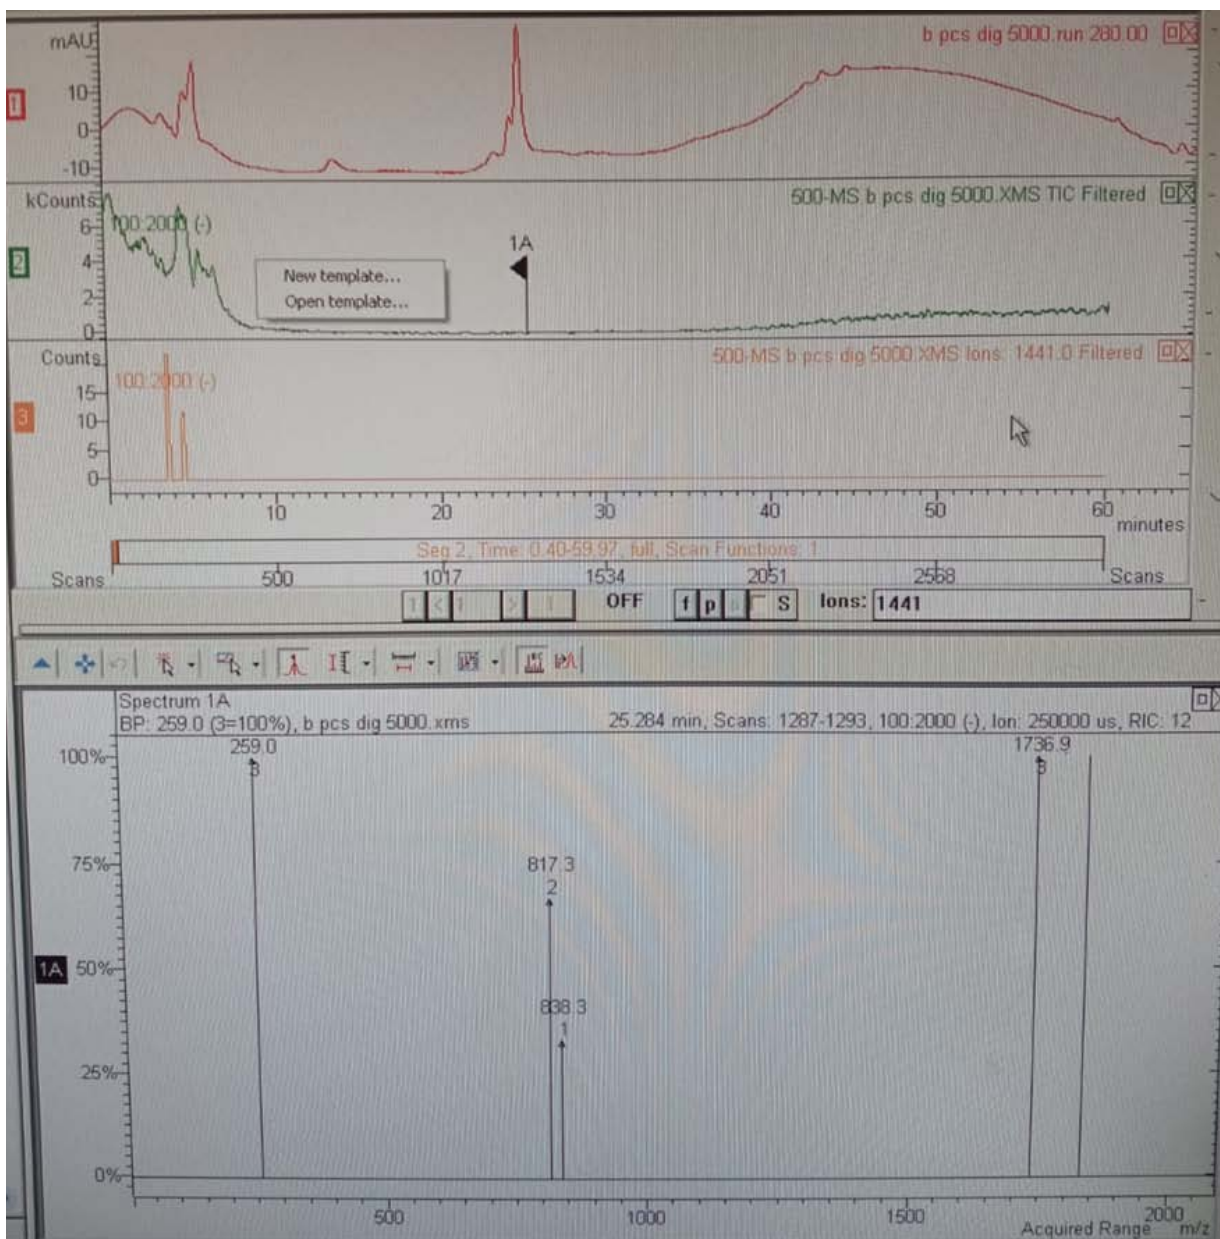 mAU
b pcs dig 5000.run 280.00
1
10
0
-10
kCounts
500-MS b pcs dig 5000.XMS TIC Filtered
100:2000 (-)
6
1A
2
4
New template...
Open template...
2
0
Counts
500-MS b pcs dig 5000.XMS Ions: 1441.0 Filtered
100:2000 (-)
15
3
10
5
0
10 20 30 40 50 60
minutes
Seg 2, Time: 0.40-59.97, full, Scan Functions: 1
Scans 500 1017 1534 2051 2568 Scans
1 < 1 > 1 OFF f p S Ions: 1441
Spectrum 1A
BP: 259.0 (3=100%), b pcs dig 5000.xms 25.284 min, Scans: 1287-1293, 100:2000 (-), Ion: 250000 us, RIC: 12
100% 259.0 1736.9
3 3
75% 817.3
2
1A 50%
838.3
1
25%
0%
500 1000 1500 2000
Acquired Range m/z